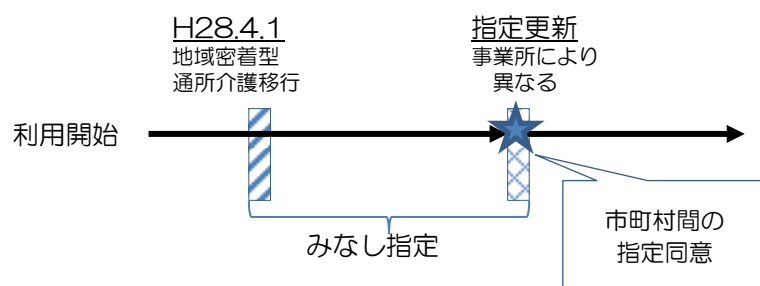 H28.4.1
地域密着型
通所介護移行
指定更新
事業所により
異なる
利用開始
みなし指定
市町村間の
指定同意